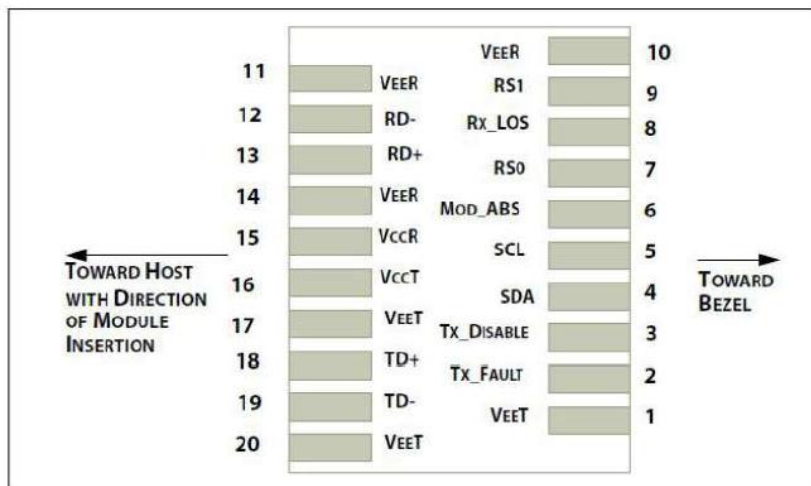 VEER 10
11 VEER
RS1 9
12 RD-
RX_LOS 8
13 RD+
RS0 7
14 VEER
MOD_ABS 6
15 VCCR
SCL 5
16 VCCT
SDA 4
17 VEET
TX_DISABLE 3
18 TD+
TX_FAULT 2
19 TD-
VEET 1
20 VEET
TOWARD HOST
WITH DIRECTION
OF MODULE
INSERTION
TOWARD
BEZEL